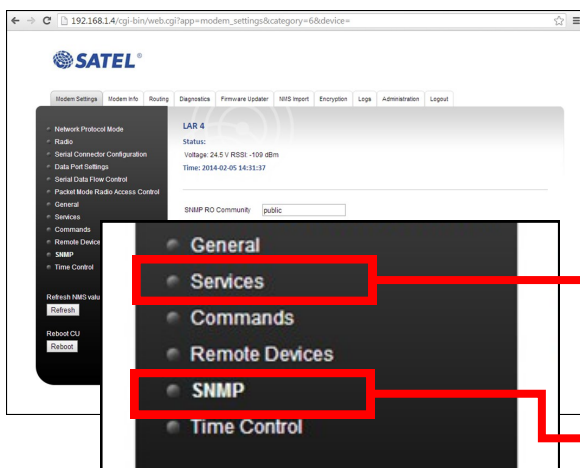 192.168.1.4/cgi-bin/web.cgi?app=modem_settings&category=6&device=
SATEL®
Modem Settings Modem Info Routing Diagnostics Firmware Updater NMS Import Encryption Logs Administration Logout
Network Protocol Mode
Radio
Serial Connector Configuration
Data Port Settings
Serial Data Flow Control
Packet Mode Radio Access Control
General
Services
Commands
Remote Device
SNMP
Time Control
Refresh NMS valu
Refresh
Reboot CU
Reboot
LAR 4
Status:
Voltage: 24.5 V RSSI: -109 dBm
Time: 2014-02-05 14:31:37
SNMP RO Community public
General
Services
Commands
Remote Devices
SNMP
Time Control